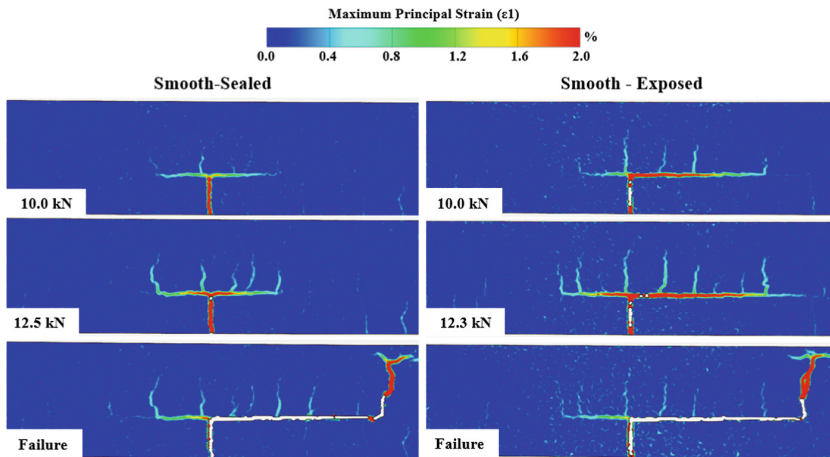 Maximum Principal Strain (ε1)
%
0.0 0.4 0.8 1.2 1.6 2.0
Smooth-Sealed
Smooth - Exposed
10.0 kN
10.0 kN
12.5 kN
12.3 kN
Failure
Failure